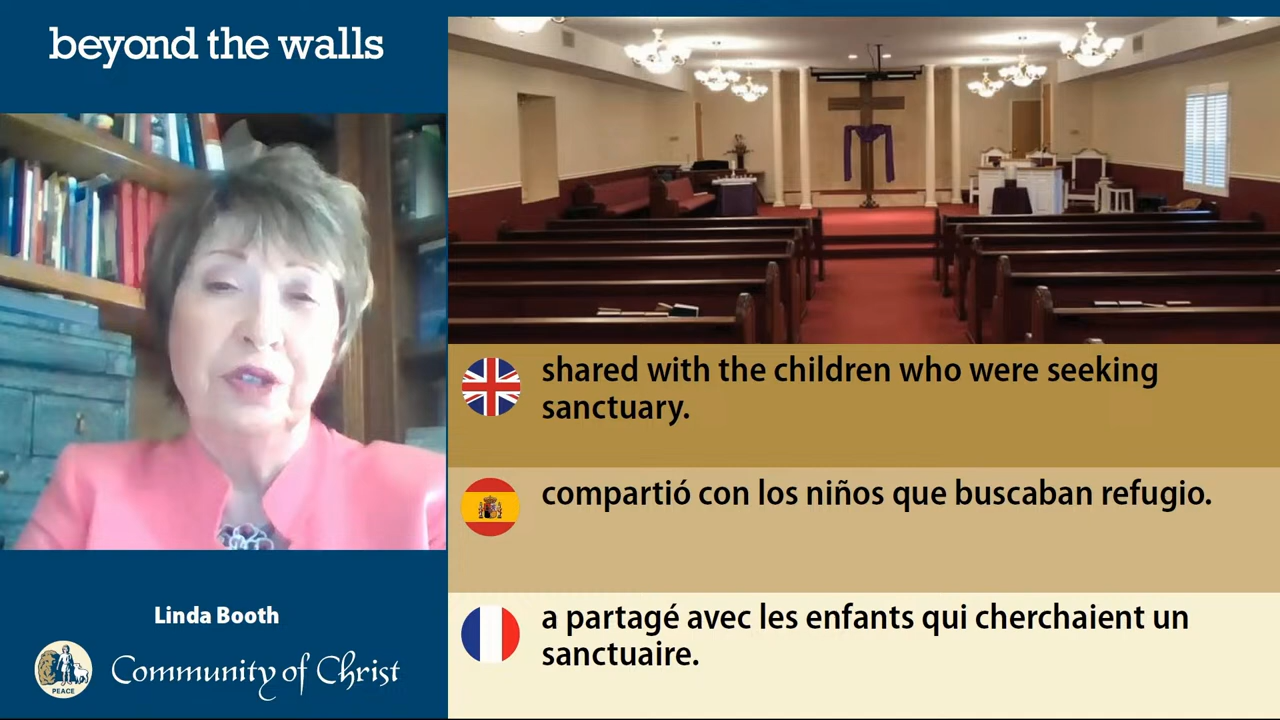 beyond the walls
shared with the children who were seeking
sanctuary.
compartió con los niños que buscaban refugio.
a partagé avec les enfants qui cherchaient un
sanctuaire.
Linda Booth
PEACE
Community of Christ